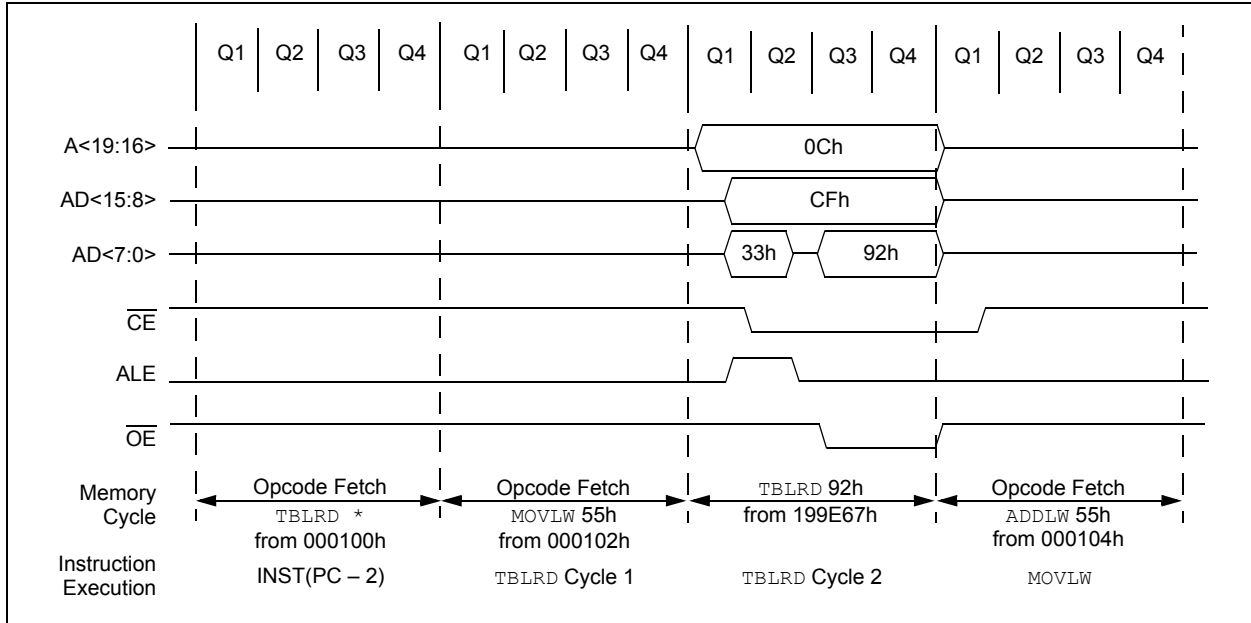 Q1 Q2 Q3 Q4 Q1 Q2 Q3 Q4 Q1 Q2 Q3 Q4 Q1 Q2 Q3 Q4
A<19:16> 0Ch
AD<15:8> CFh
AD<7:0> 33h 92h
CE
ALE
OE
Memory Cycle
Opcode Fetch
TBLRD *
from 000100h
Opcode Fetch
MOVLW 55h
from 000102h
TBLRD 92h
from 199E67h
Opcode Fetch
ADDLW 55h
from 000104h
Instruction Execution
INST(PC – 2)
TBLRD Cycle 1
TBLRD Cycle 2
MOVLW